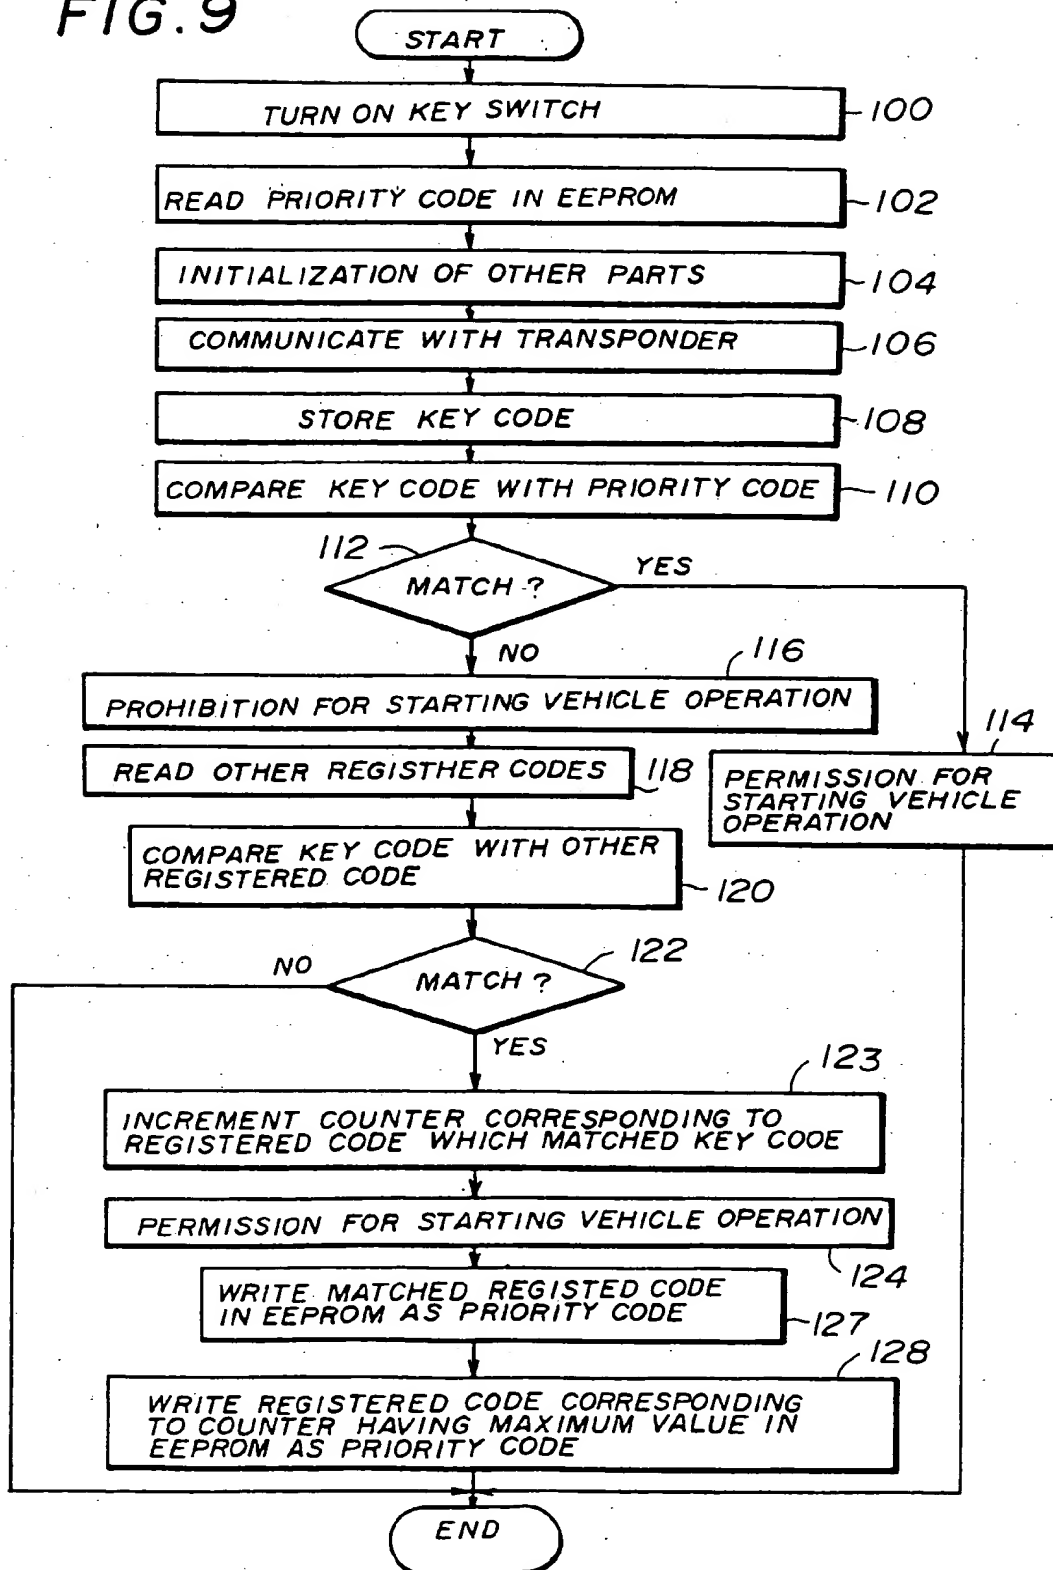 FIG. 9
START
TURN ON KEY SWITCH
100
READ PRIORITY CODE IN EEPROM
102
INITIALIZATION OF OTHER PARTS
104
COMMUNICATE WITH TRANSPONDER
106
STORE KEY CODE
108
COMPARE KEY CODE WITH PRIORITY CODE
110
112
MATCH ?
YES
NO
116
PROHIBITION FOR STARTING VEHICLE OPERATION
114
PERMISSION FOR
STARTING VEHICLE
OPERATION
READ OTHER REGISTHER CODES
118
COMPARE KEY CODE WITH OTHER
REGISTERED CODE
120
122
MATCH ?
NO
YES
123
INCREMENT COUNTER CORRESPONDING TO
REGISTERED CODE WHICH MATCHED KEY COOE
PERMISSION FOR STARTING VEHICLE OPERATION
124
WRITE MATCHED REGISTED CODE
IN EEPROM AS PRIORITY CODE
127
128
WRITE REGISTERED CODE CORRESPONDING
TO COUNTER HAVING MAXIMUM VALUE IN
EEPROM AS PRIORITY CODE
END